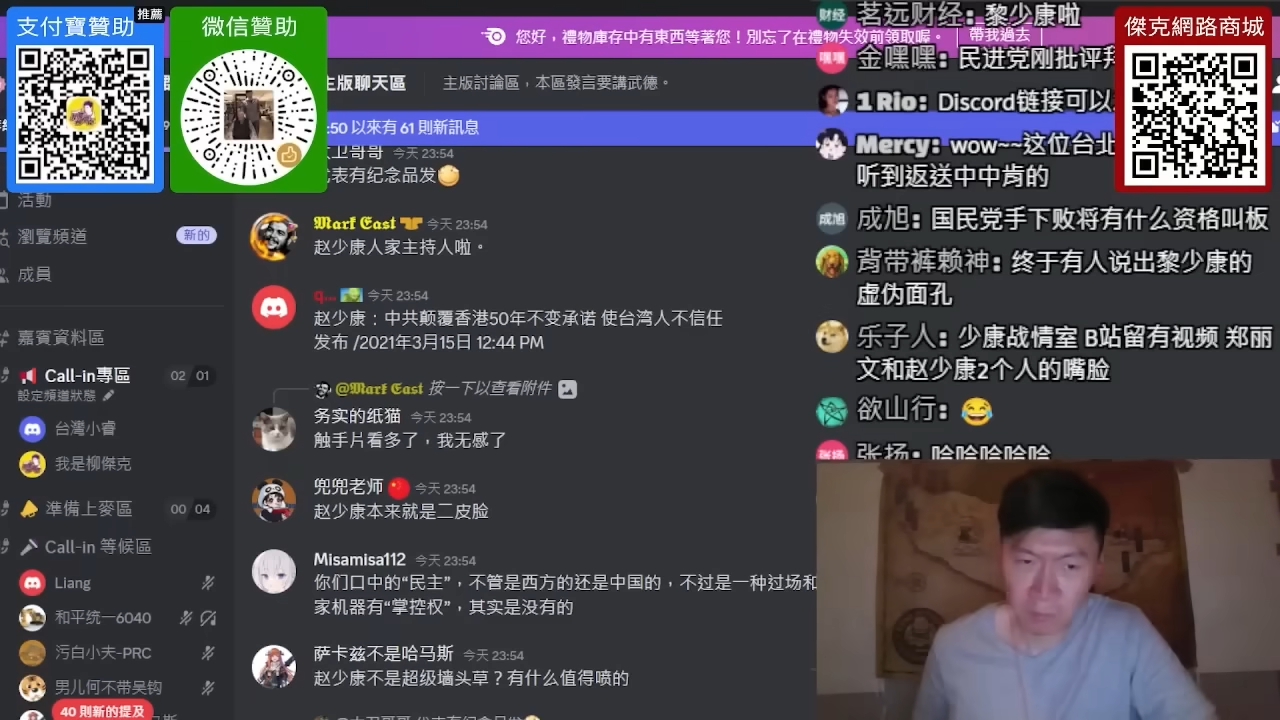 支付寶贊助
推薦
微信贊助
傑克網路商城
您好，禮物庫存中有東西等著您！別忘了在禮物失效前領取喔。
帶我過去
主版聊天區
主版討論區，本區發言要講武德。
:50 以來有 61 則新訊息
活動
瀏覽頻道
新的
成員
嘉賓資料區
Call-in專區
02 01
設定頻道狀態
台灣小睿
我是柳傑克
準備上麥區
00 04
Call-in 等候區
Liang
和平统一6040
污白小夫-PRC
男儿何不带吴钩
40 則新的提及
今天 23:54
代表有纪念品发
Mark East 今天 23:54
赵少康人家主持人啦。
今天 23:54
赵少康：中共颠覆香港50年不变承诺 使台湾人不信任
发布 /2021年3月15日 12:44 PM
@Mark East 按一下以查看附件
务实的纸猫 今天 23:54
触手片看多了，我无感了
兜兜老师 今天 23:54
赵少康本来就是二皮脸
Misamisa112 今天 23:54
你们口中的“民主”，不管是西方的还是中国的，不过是一种过场和
家机器有“掌控权”，其实是没有的
萨卡兹不是哈马斯 今天 23:54
赵少康不是超级墙头草？有什么值得喷的
财经
茗远财经：黎少康啦
嘿嘿
金嘿嘿：民进党刚批评
1 Rio：Discord链接可以
Mercy：wow~~这位台北
听到返送中中肯的
成旭
成旭：国民党手下败将有什么资格叫板
背带裤赖神：终于有人说出黎少康的
虚伪面孔
乐子人：少康战情室 B站留有视频 郑丽
文和赵少康2个人的嘴脸
欲山行：😂
张扬
张扬：哈哈哈哈哈